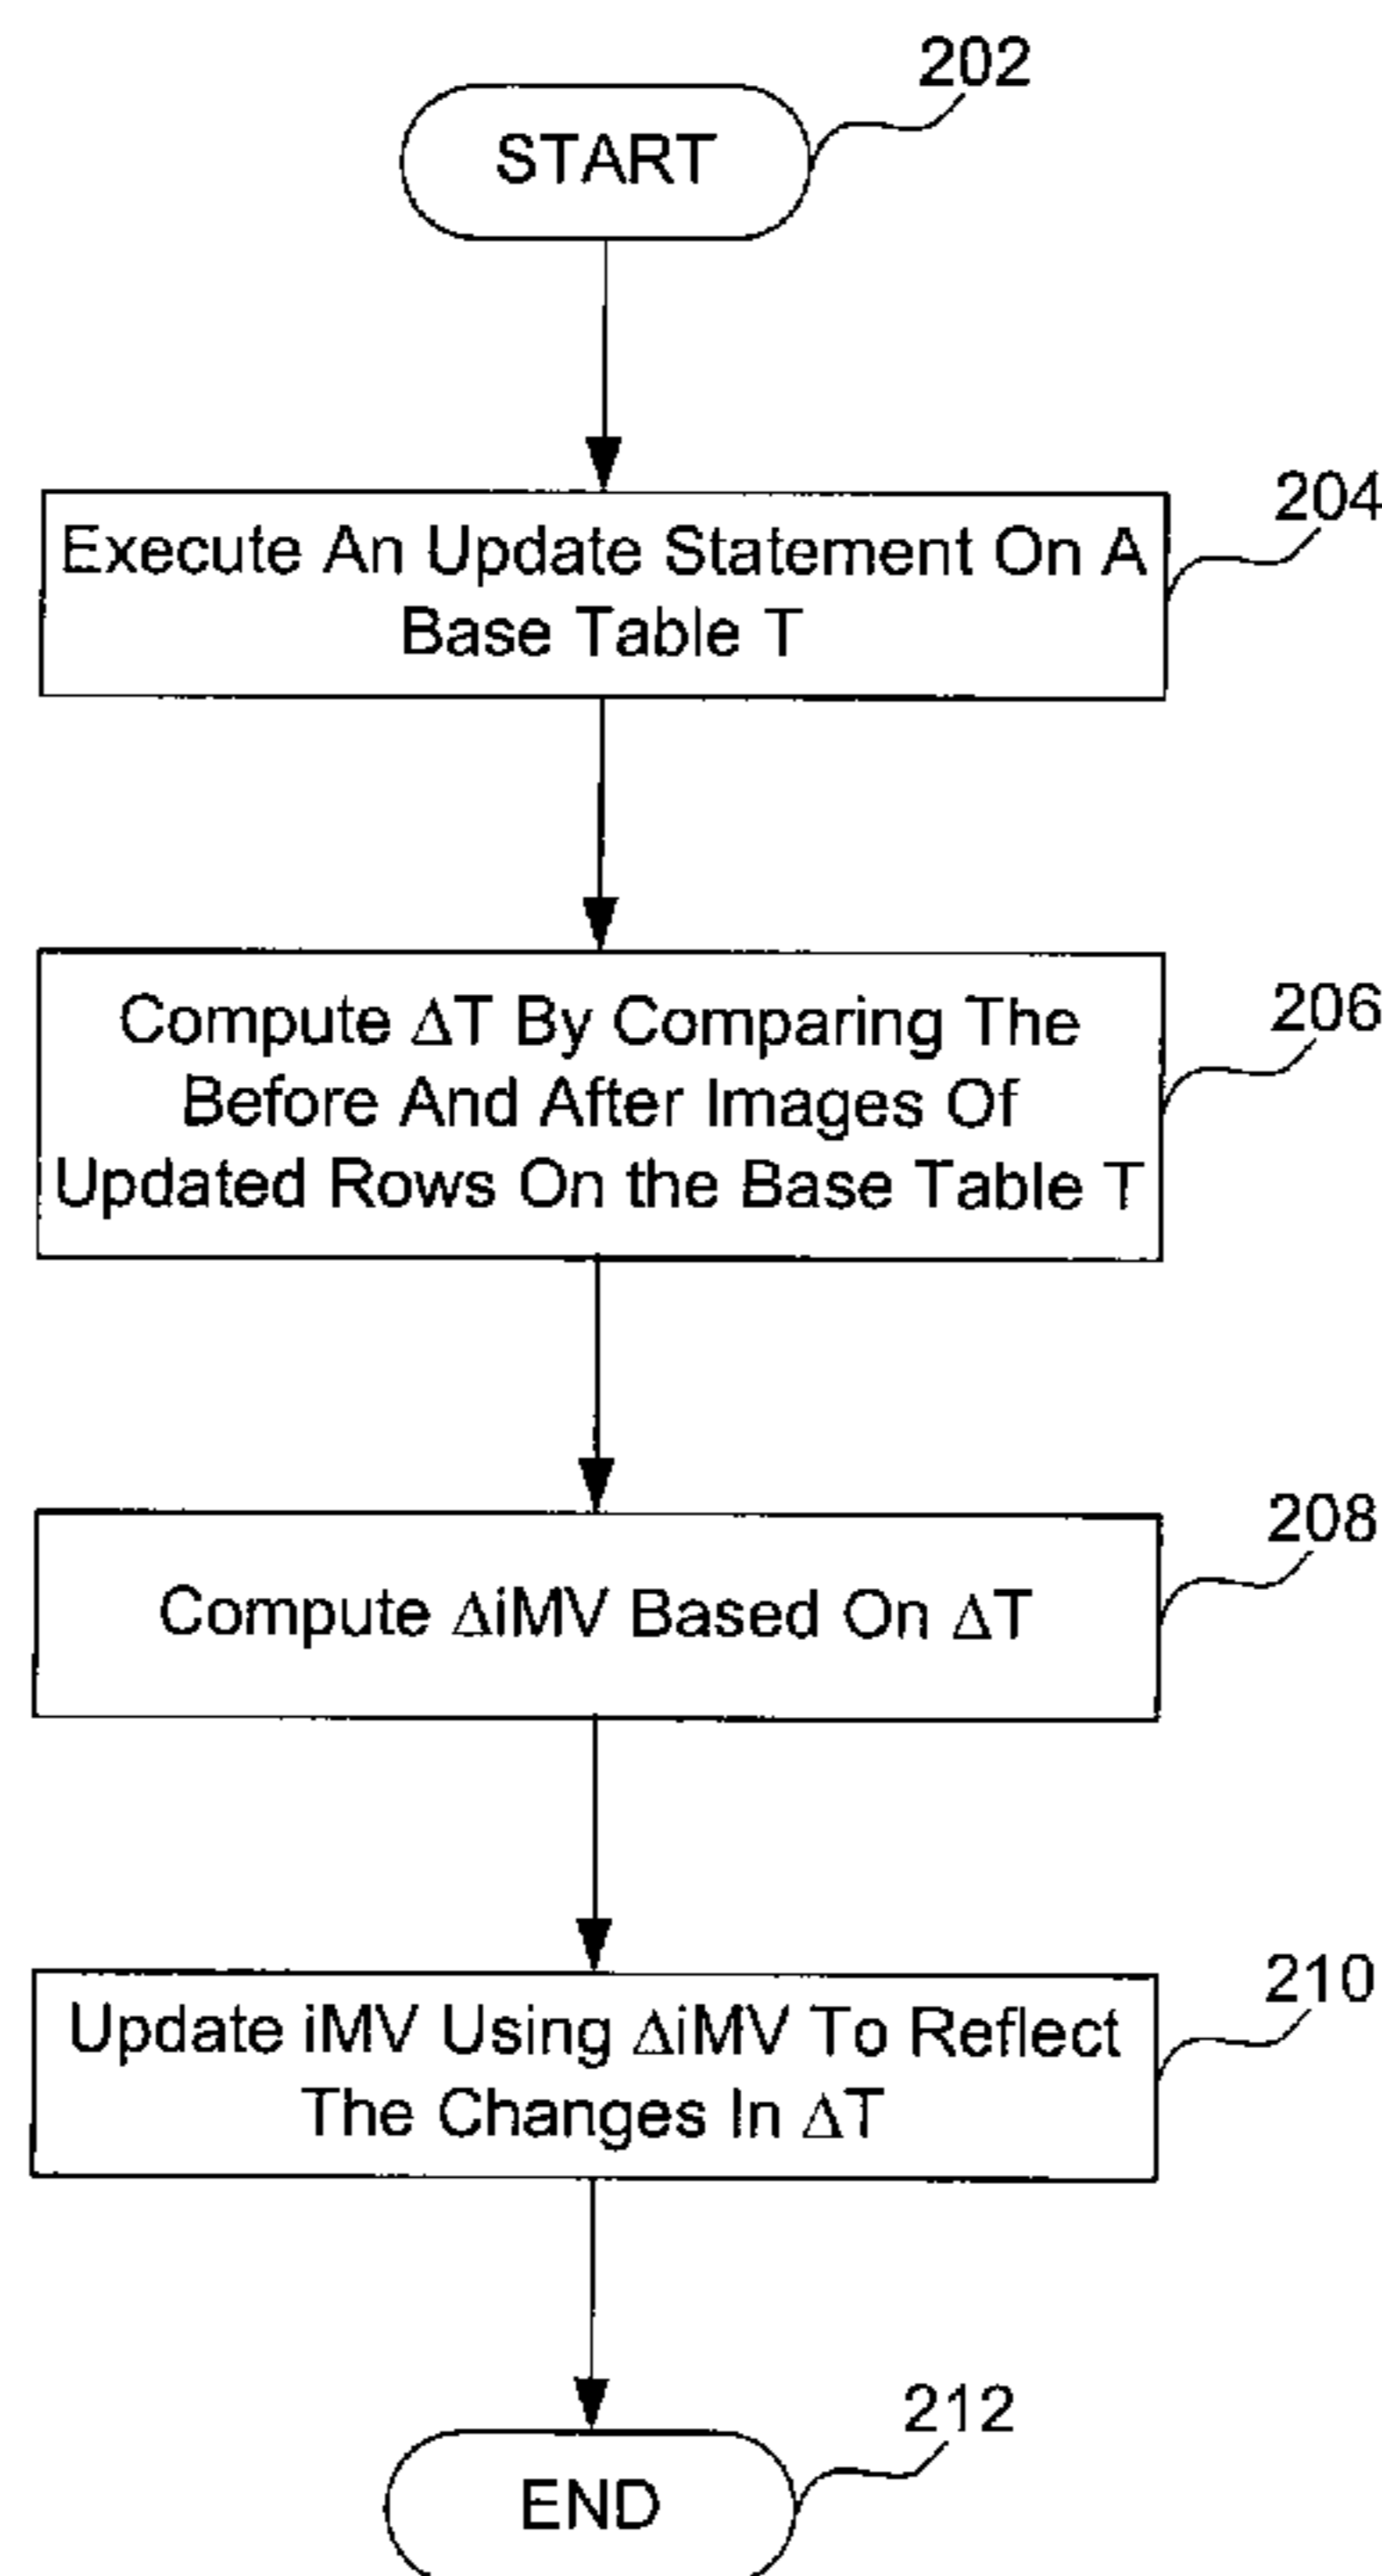 202
START
204
Execute An Update Statement On A
Base Table T
206
Compute ΔT By Comparing The
Before And After Images Of
Updated Rows On the Base Table T
208
Compute ΔiMV Based On ΔT
210
Update iMV Using ΔiMV To Reflect
The Changes In ΔT
212
END